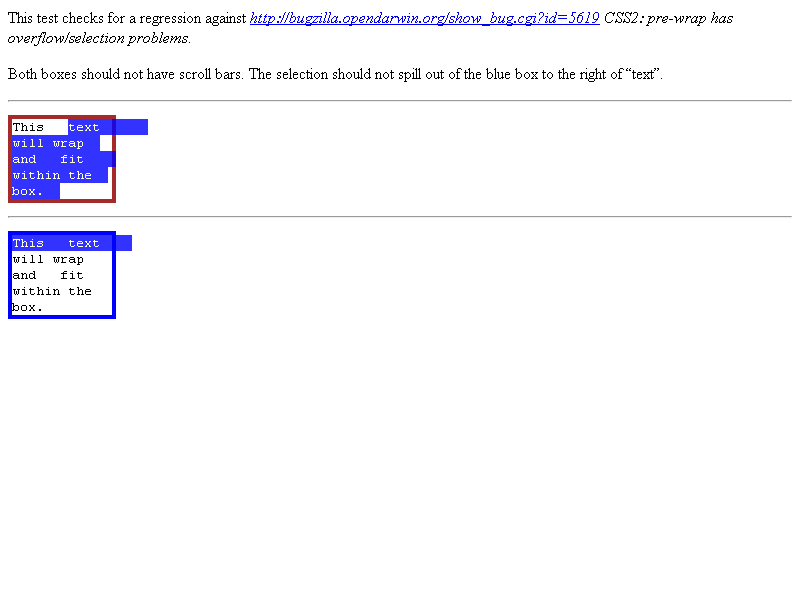 This test checks for a regression against http://bugzilla.opendarwin.org/show_bug.cgi?id=5619 CSS2: pre-wrap has
overflow/selection problems.
Both boxes should not have scroll bars. The selection should not spill out of the blue box to the right of “text”.
This   text
will wrap
and   fit
within the
box.
This   text
will wrap
and   fit
within the
box.